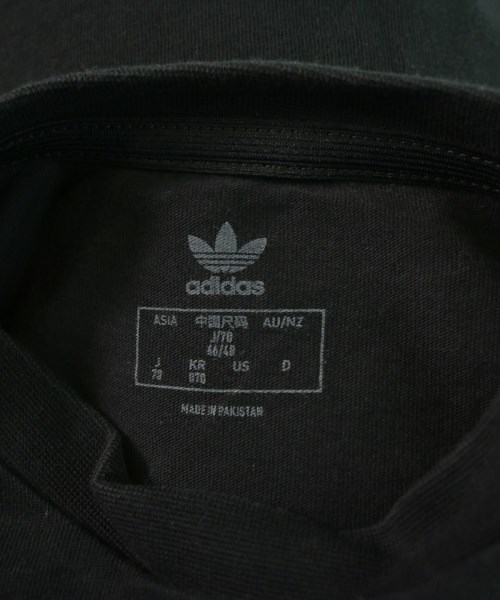 adidas
ASIA 中国尺码 AU/NZ
J/70
46/48
J KR US D
70 070
MADE IN PAKISTAN